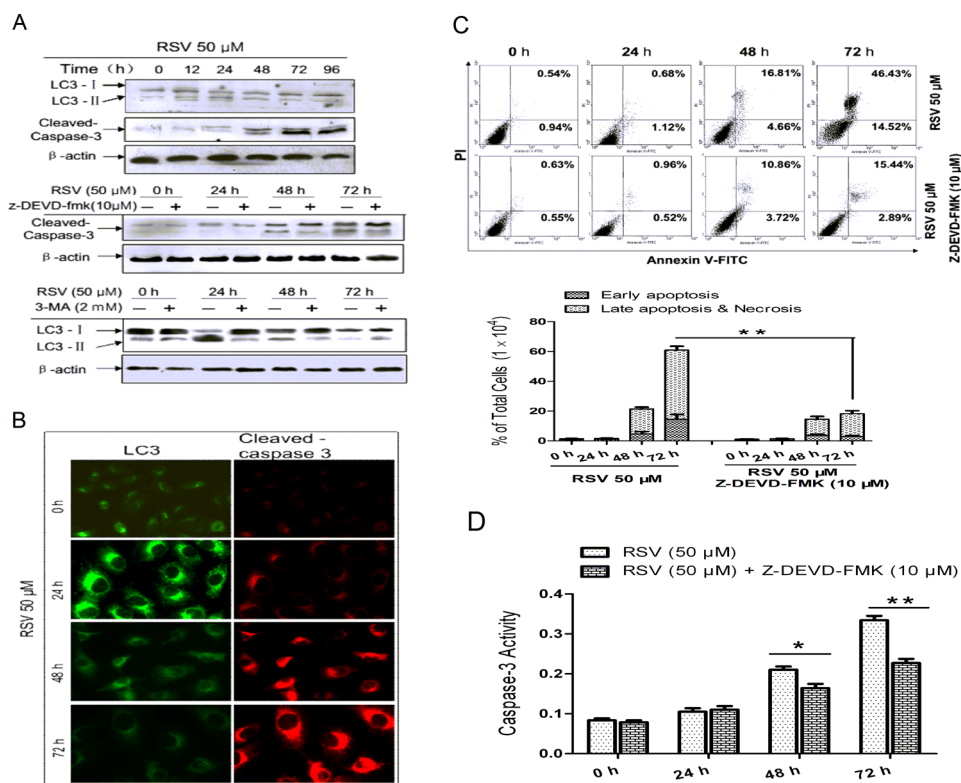 A
RSV 50 µM
Time (h) 0 12 24 48 72 96
LC3 - I
LC3 - II
Cleaved-
Caspase-3
β -actin
RSV (50 µM) 0 h 24 h 48 h 72 h
z-DEVD-fmk(10µM) — + — + — + — +
Cleaved-
Caspase-3
β -actin
RSV (50 µM) 0 h 24 h 48 h 72 h
3-MA (2 mM) — + — + — + — +
LC3 - I
LC3 - II
β -actin
B
LC3 Cleaved -
caspase 3
RSV 50 µM
0 h
24 h
48 h
72 h
C
0 h 24 h 48 h 72 h
0.54% 0.68% 16.81% 46.43%
0.94% 1.12% 4.66% 14.52%
RSV 50 µM
PI
0.63% 0.96% 10.86% 15.44%
0.55% 0.52% 3.72% 2.89%
RSV 50 µM
Z-DEVD-FMK (10 µM)
Annexin V-FITC
Early apoptosis
Late apoptosis & Necrosis
% of Total Cells (1 × 10⁴)
80
60
40
20
0
**
0 h 24 h 48 h 72 h 0 h 24 h 48 h 72 h
RSV 50 µM RSV 50 µM
Z-DEVD-FMK (10 µM)
D
RSV (50 µM)
RSV (50 µM) + Z-DEVD-FMK (10 µM)
Caspase-3 Activity
0.4
0.3
0.2
0.1
0.0
* **
0 h 24 h 48 h 72 h